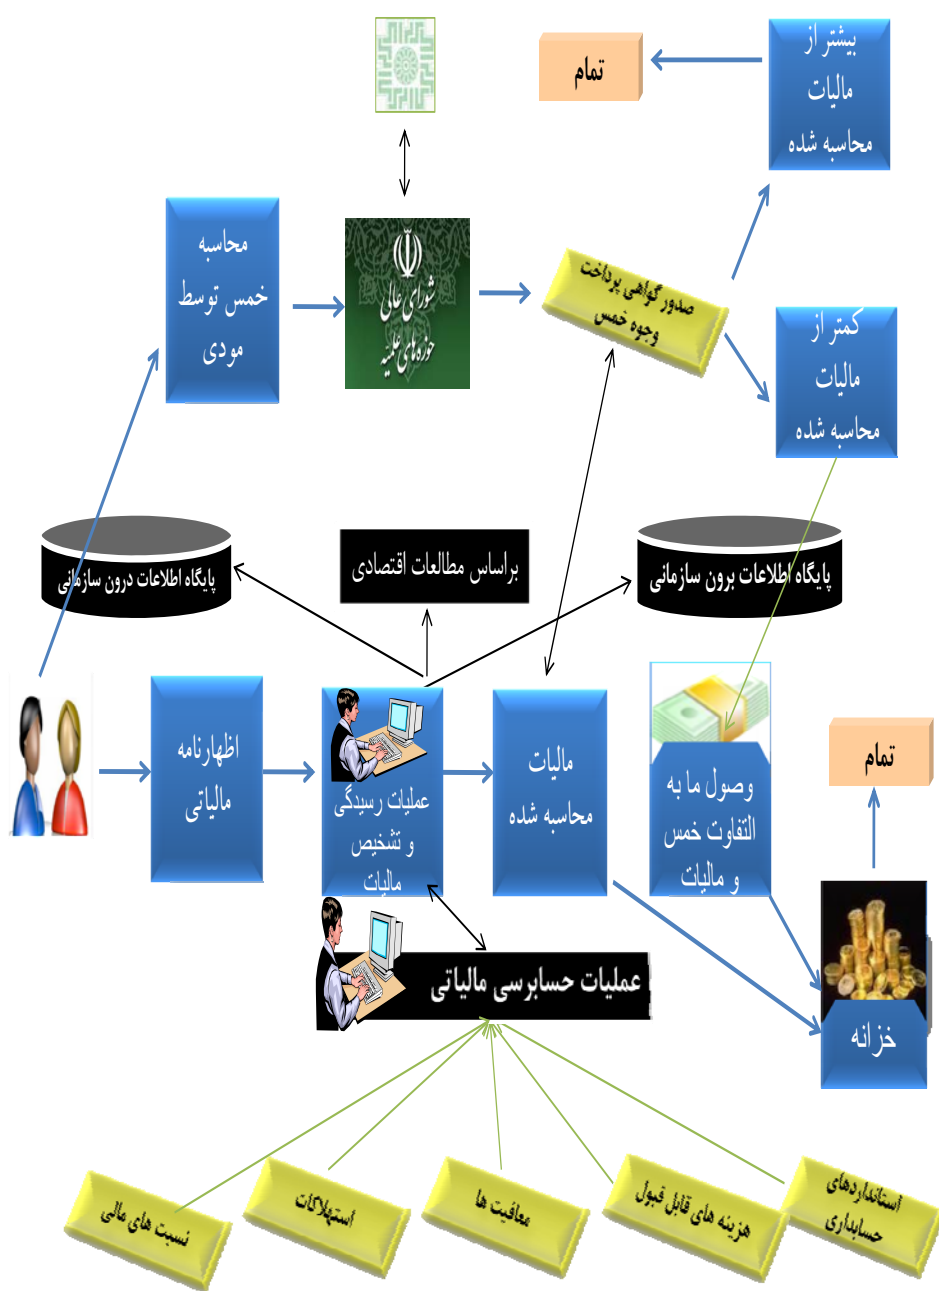 بیشتر از
مالیات
محاسبه شده
تمام
محاسبه
خمس توسط
مودی
شورای عالی
حوزه‌های علمیه
صدور گواهی پرداخت
وجوه خمس
کمتر از
مالیات
محاسبه شده
پایگاه اطلاعات برون سازمانی
براساس مطالعات اقتصادی
پایگاه اطلاعات درون سازمانی
اظهارنامه
مالیاتی
عملیات رسیدگی
و تشخیص
مالیات
مالیات
محاسبه شده
وصول ما به
التفاوت خمس
و مالیات
تمام
خزانه
عملیات حسابرسی مالیاتی
استانداردهای
حسابداری
هزینه های قابل قبول
معافیت ها
استهلاکات
نسبت های مالی